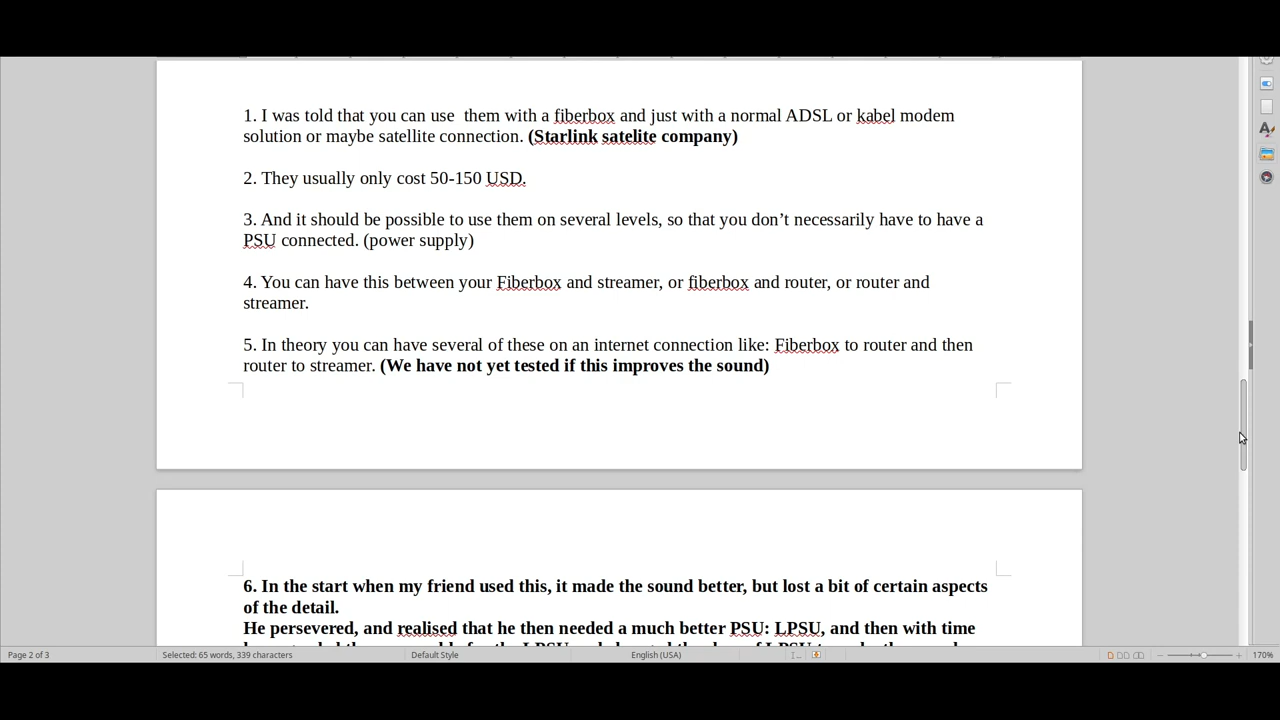 1. I was told that you can use  them with a fiberbox and just with a normal ADSL or kabel modem
solution or maybe satellite connection. (Starlink satelite company)
2. They usually only cost 50-150 USD.
3. And it should be possible to use them on several levels, so that you don’t necessarily have to have a
PSU connected. (power supply)
4. You can have this between your Fiberbox and streamer, or fiberbox and router, or router and
streamer.
5. In theory you can have several of these on an internet connection like: Fiberbox to router and then
router to streamer. (We have not yet tested if this improves the sound)
6. In the start when my friend used this, it made the sound better, but lost a bit of certain aspects
of the detail.
He persevered, and realised that he then needed a much better PSU: LPSU, and then with time
Page 2 of 3
Selected: 65 words, 339 characters
Default Style
English (USA)
170%